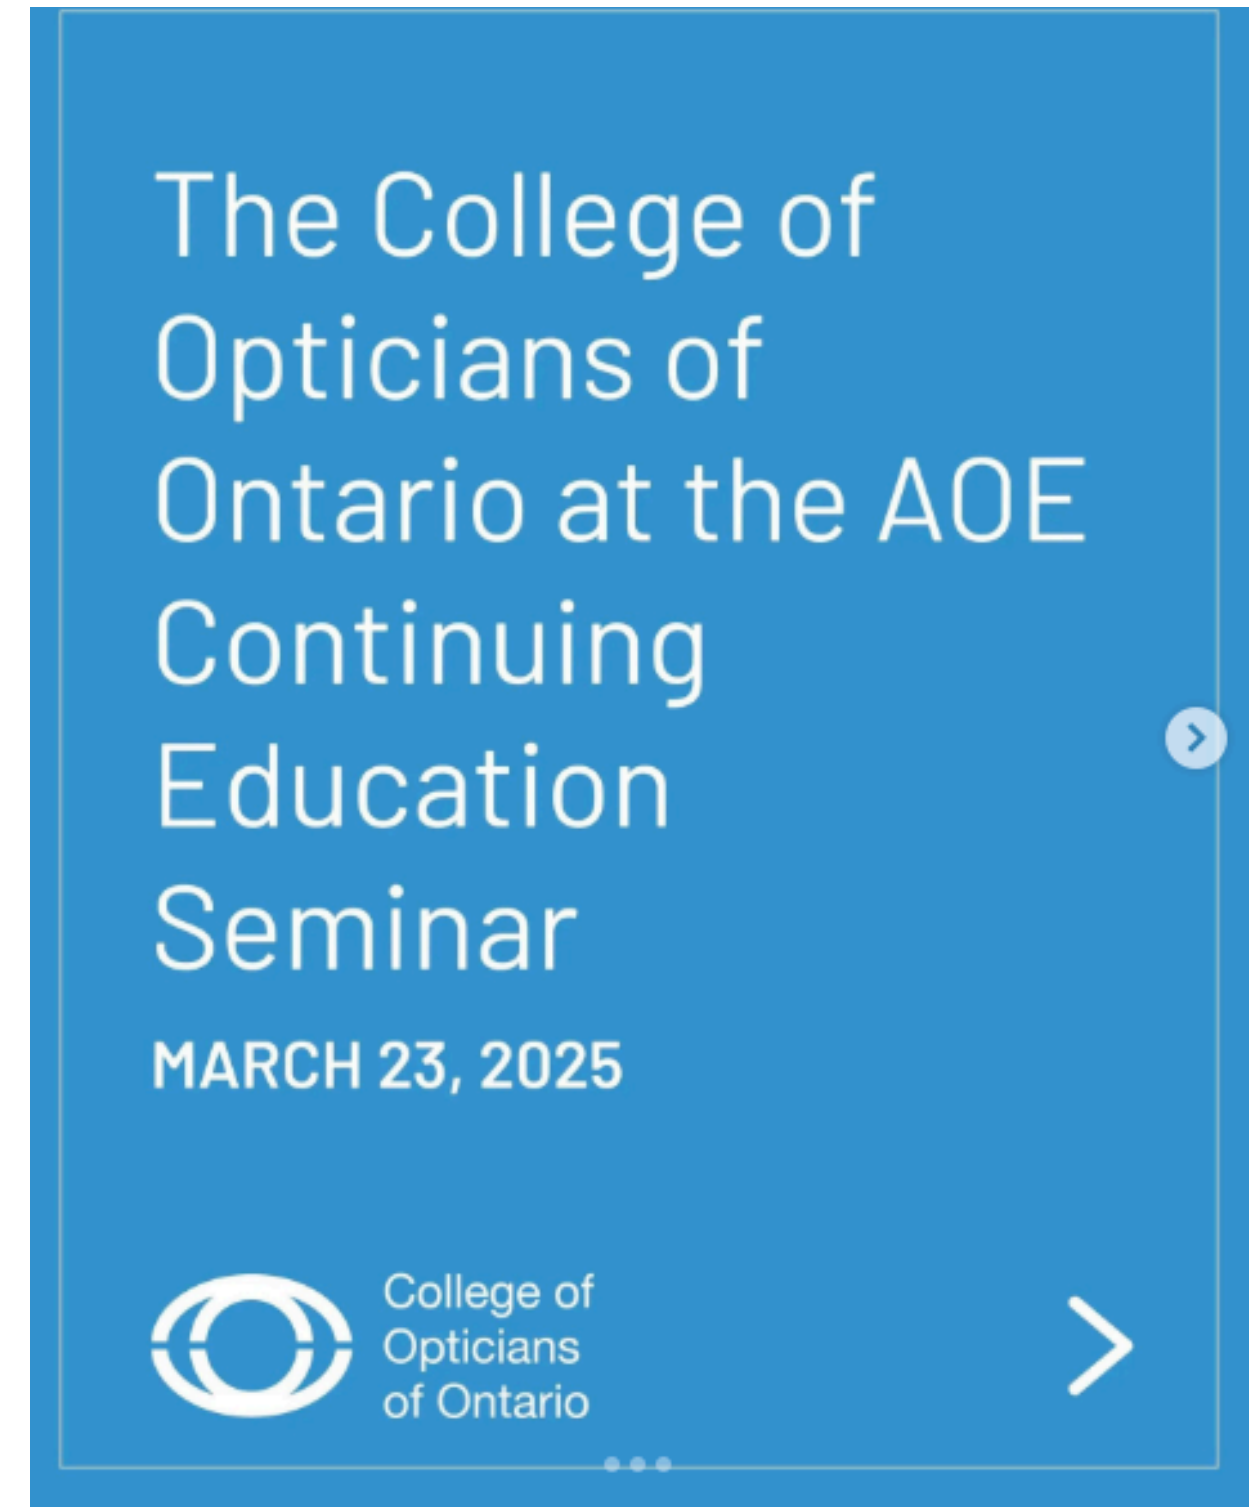 The College of
Opticians of
Ontario at the AOE
Continuing
Education
Seminar
MARCH 23, 2025
College of
Opticians
of Ontario